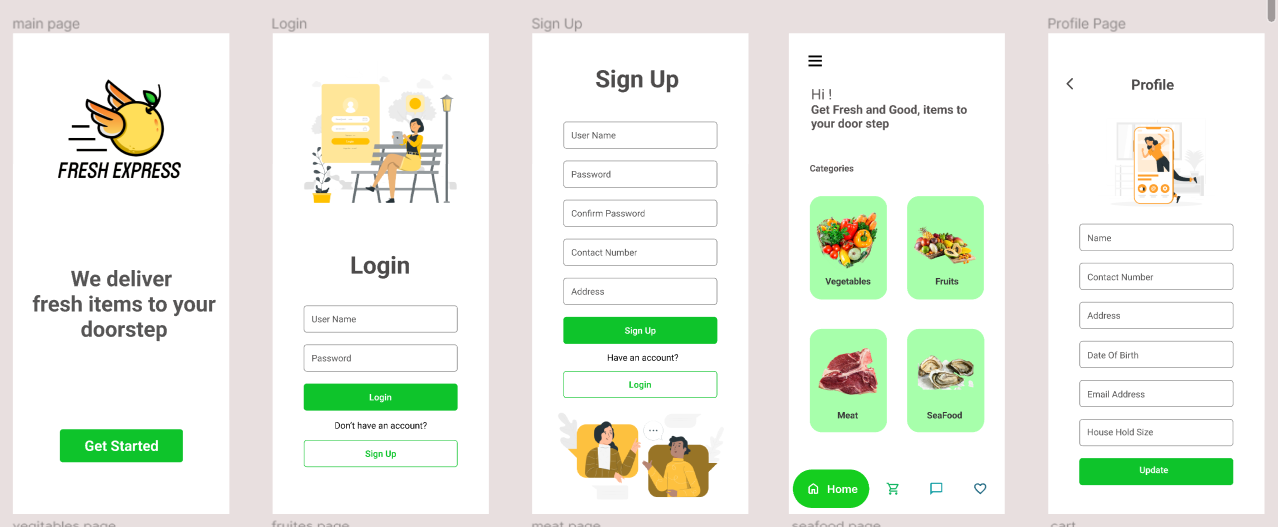 main page
FRESH EXPRESS
We deliver
fresh items to your
doorstep
Get Started
Login
Login
User Name
Password
Login
Don't have an account?
Sign Up
Sign Up
Sign Up
User Name
Password
Confirm Password
Contact Number
Address
Sign Up
Have an account?
Login
Hi !
Get Fresh and Good, items to
your door step
Categories
Vegetables
Fruits
Meat
SeaFood
Home
Profile Page
Profile
Name
Contact Number
Address
Date Of Birth
Email Address
House Hold Size
Update
vegitables page
fruites page
meat page
seafood page
cart